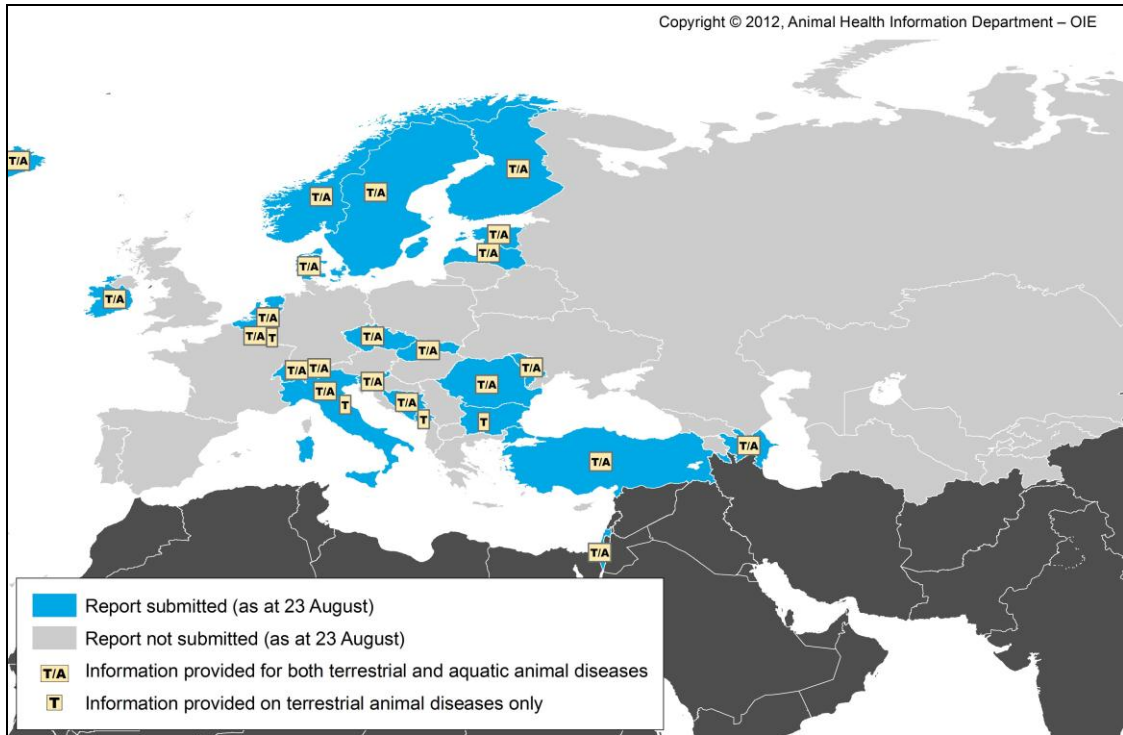 Copyright © 2012, Animal Health Information Department – OIE
T/A
T/A
T/A
T/A
T/A
T/A
T/A
T/A
T/A
T/A
T
T/A
T/A
T/A
T/A
T/A
T/A
T/A
T/A
T
T/A
T
T
T/A
T/A
T/A
Report submitted (as at 23 August)
Report not submitted (as at 23 August)
T/A Information provided for both terrestrial and aquatic animal diseases
T Information provided on terrestrial animal diseases only